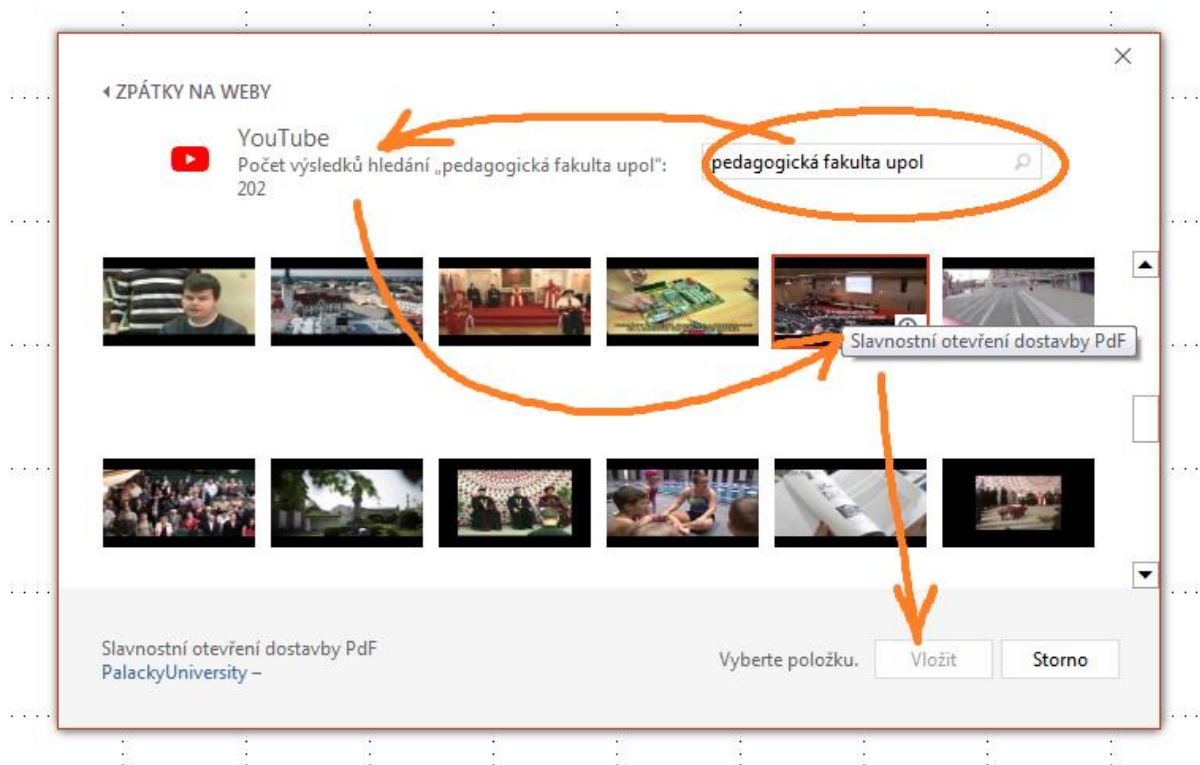 ZPÁTKY NA WEBY
YouTube
Počet výsledků hledání „pedagogická fakulta upol“:
202
pedagogická fakulta upol
Slavnostní otevření dostavby PdF
Slavnostní otevření dostavby PdF
PalackyUniversity –
Vyberte položku.
Vložit
Storno